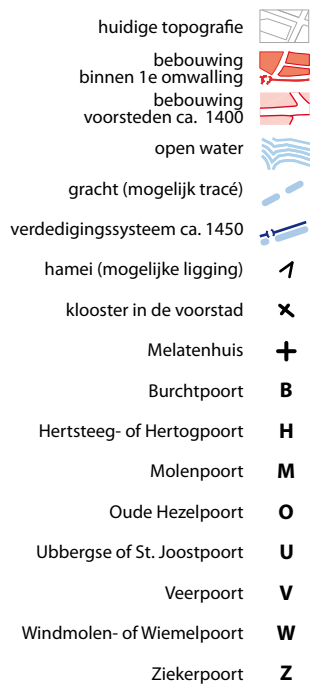 huidige topografie
bebouwing
binnen 1e omwalling
bebouwing
voorsteden ca. 1400
open water
gracht (mogelijk tracé)
verdedigingssysteem ca. 1450
hamei (mogelijke ligging)
klooster in de voorstad
Melatenhuis
Burchtpoort B
Hertsteeg- of Hertogpoort H
Molenpoort M
Oude Hezelpoort O
Ubbergse of St. Joostpoort U
Veerpoort V
Windmolen- of Wiemelpoort W
Ziekerpoort Z